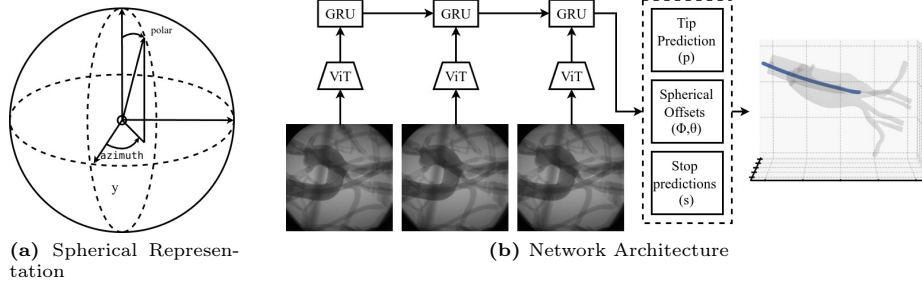 polar
azimuth
y
(a) Spherical Represen-
tation
GRU
GRU
GRU
ViT
ViT
ViT
Tip
Prediction
(p)
Spherical
Offsets
(Φ,θ)
Stop
predictions
(s)
(b) Network Architecture